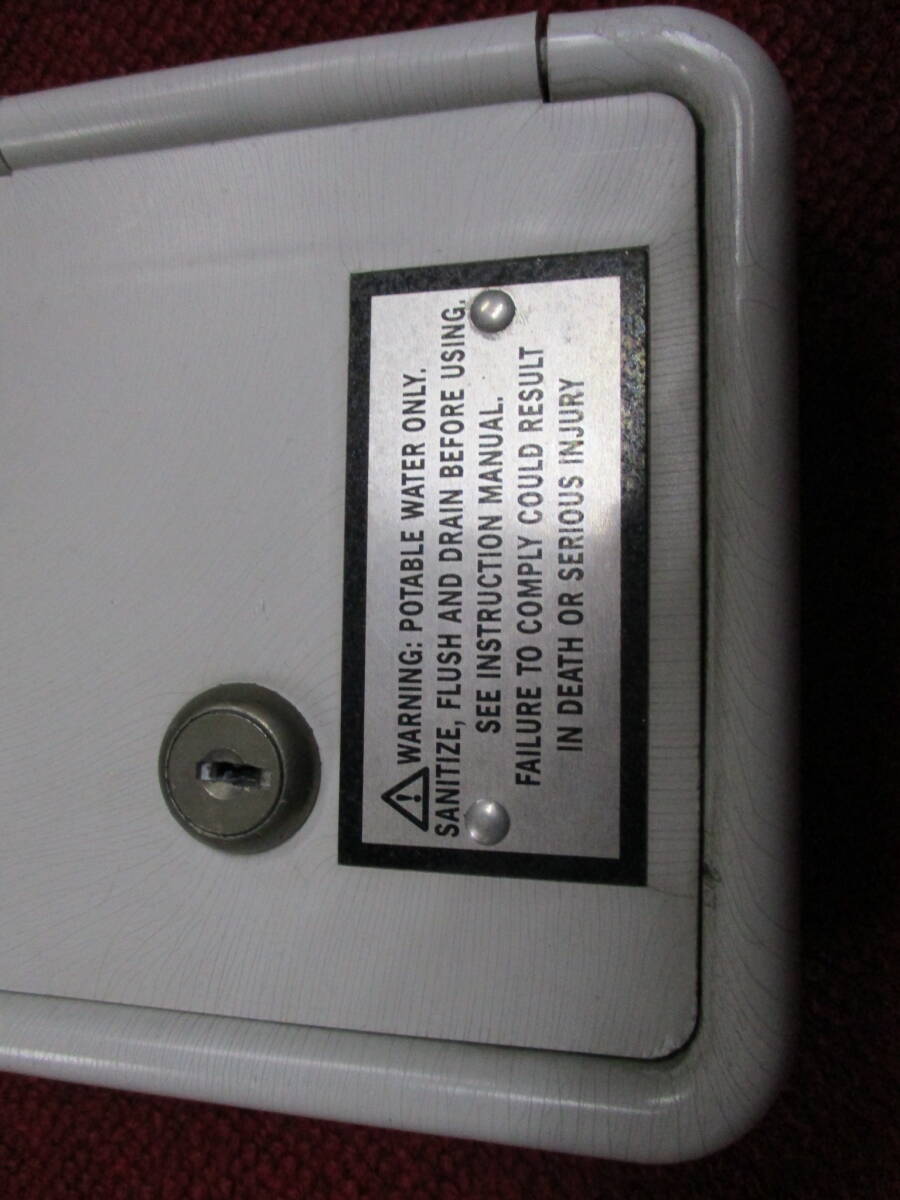 WARNING: POTABLE WATER ONLY.
SANITIZE, FLUSH AND DRAIN BEFORE USING.
SEE INSTRUCTION MANUAL.
FAILURE TO COMPLY COULD RESULT
IN DEATH OR SERIOUS INJURY